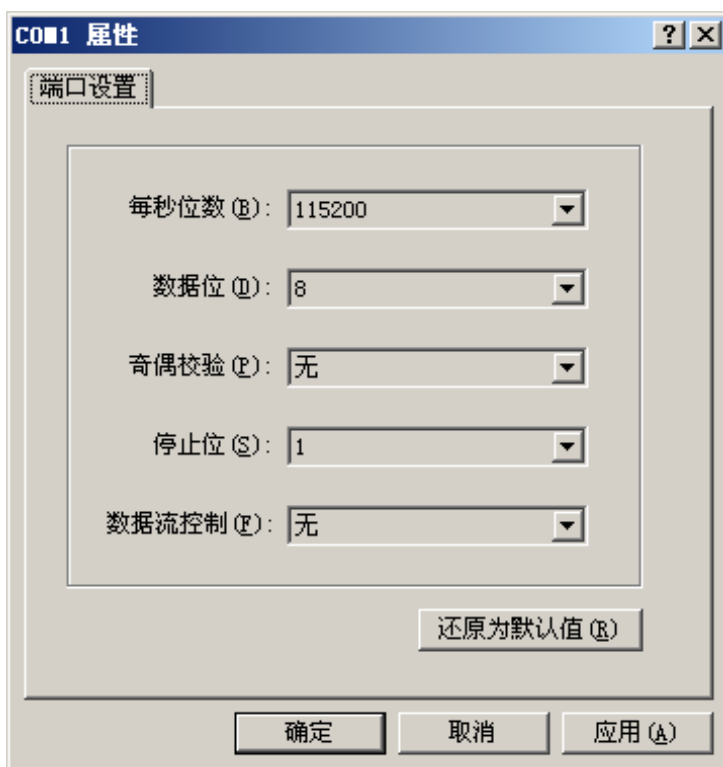 COM1 属性
端口设置
每秒位数(B): 115200
数据位(D): 8
奇偶校验(P): 无
停止位(S): 1
数据流控制(F): 无
还原为默认值(R)
确定 取消 应用(A)